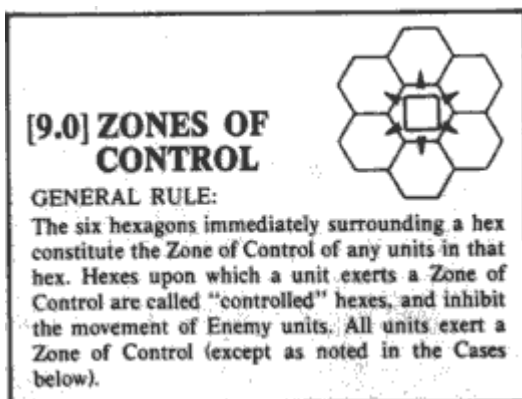 [9.0] ZONES OF
CONTROL
GENERAL RULE:
The six hexagons immediately surrounding a hex
constitute the Zone of Control of any units in that
hex. Hexes upon which a unit exerts a Zone of
Control are called "controlled" hexes, and inhibit
the movement of Enemy units. All units exert a
Zone of Control (except as noted in the Cases
below).